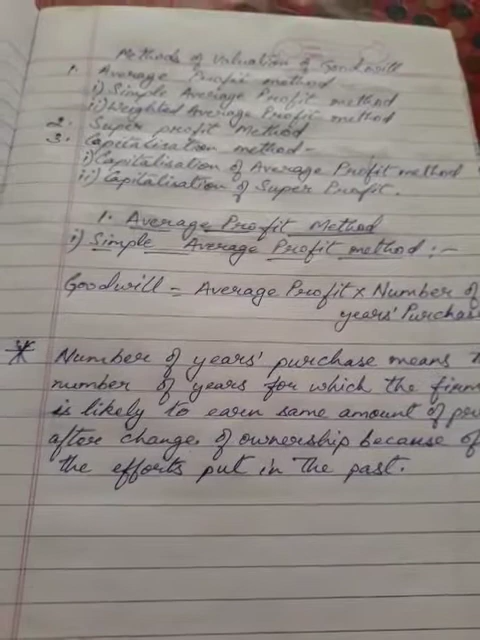 Methods of Valuation of Goodwill
1. Average Profit method
i) Simple Average Profit method
ii) Weighted Average Profit method
2. Super profit Method
3. Capitalisation method -
i) Capitalisation of Average Profit method
ii) Capitalisation of Super Profit.
1. Average Profit Method
i) Simple Average Profit method :-
Goodwill = Average Profit x Number of
years' Purchase
* Number of years' purchase means
number of years for which the firm
is likely to earn same amount of
after change of ownership because of
the efforts put in the past.